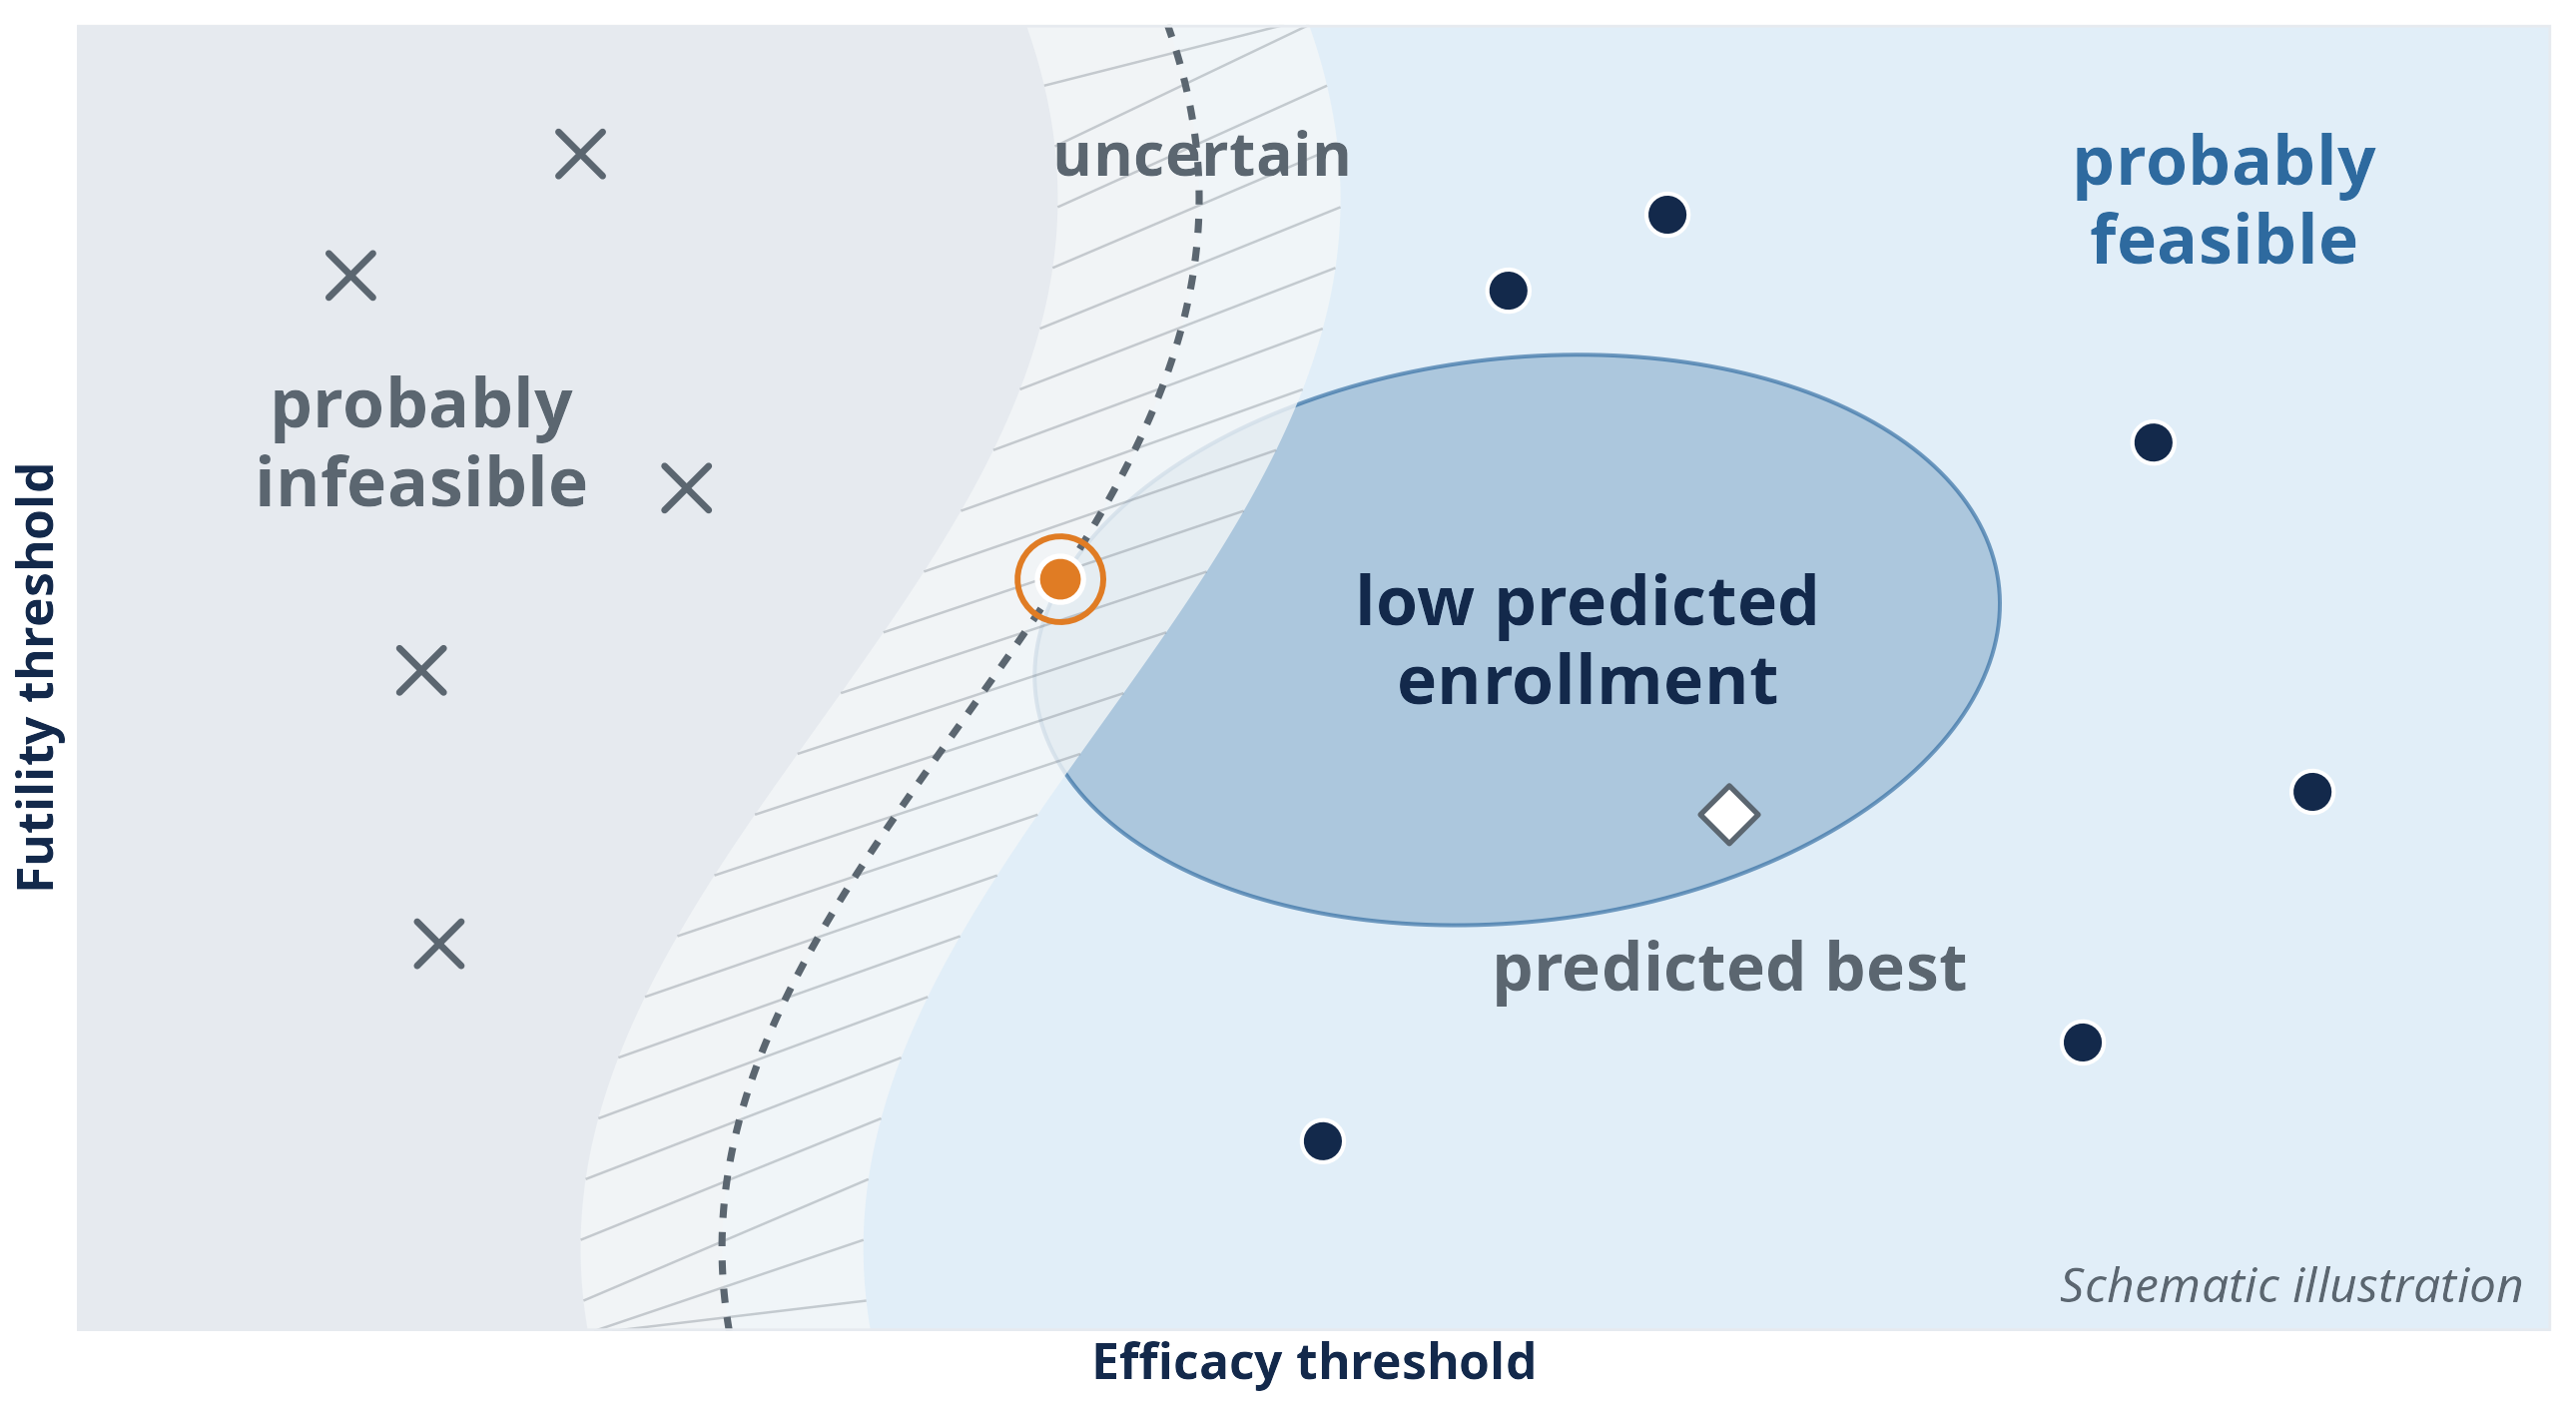 uncertain
probably
feasible
probably
infeasible
low predicted
enrollment
predicted best
Schematic illustration
Futility threshold
Efficacy threshold